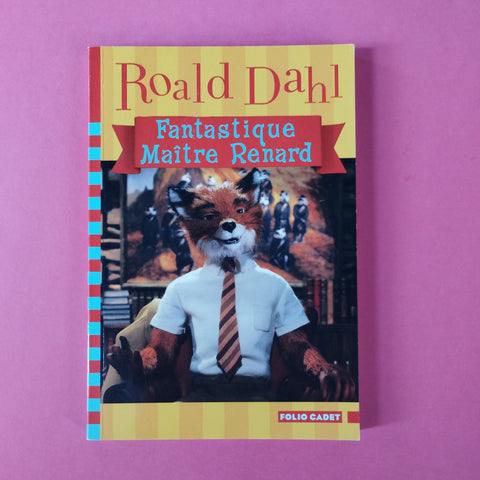 Roald Dahl
Fantastique
Maître Renard
FOLIO CADET